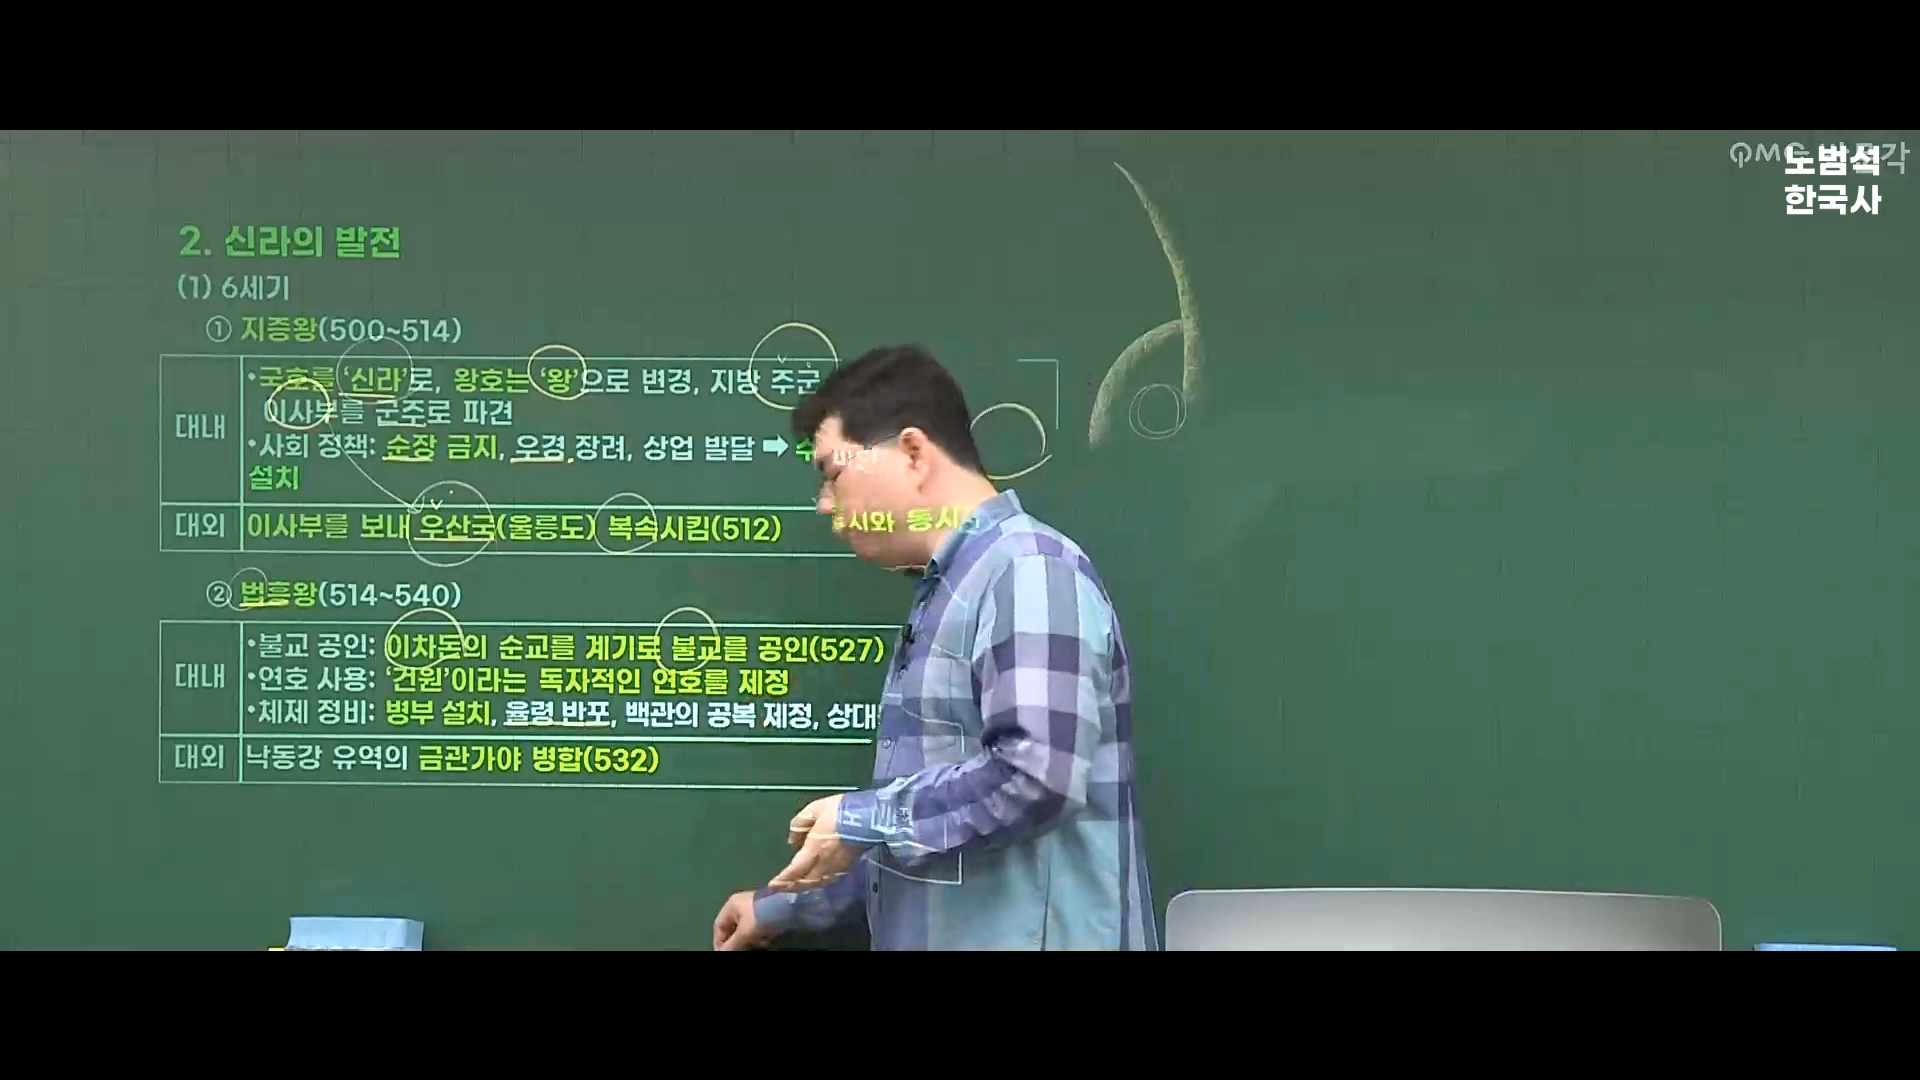 노범석
한국사
2. 신라의 발전
(1) 6세기
① 지증왕(500~514)
대내
•국호를 '신라'로, 왕호는 '왕'으로 변경, 지방 주군
이사부를 군주로 파견
•사회 정책: 순장 금지, 우경 장려, 상업 발달 ➡
시와 동시
설치
대외
이사부를 보내 우산국(울릉도) 복속시킴(512)
② 법흥왕(514~540)
대내
•불교 공인: 이차돈의 순교를 계기로 불교를 공인(527)
•연호 사용: '건원'이라는 독자적인 연호를 제정
•체제 정비: 병부 설치, 율령 반포, 백관의 공복 제정, 상대
대외
낙동강 유역의 금관가야 병합(532)